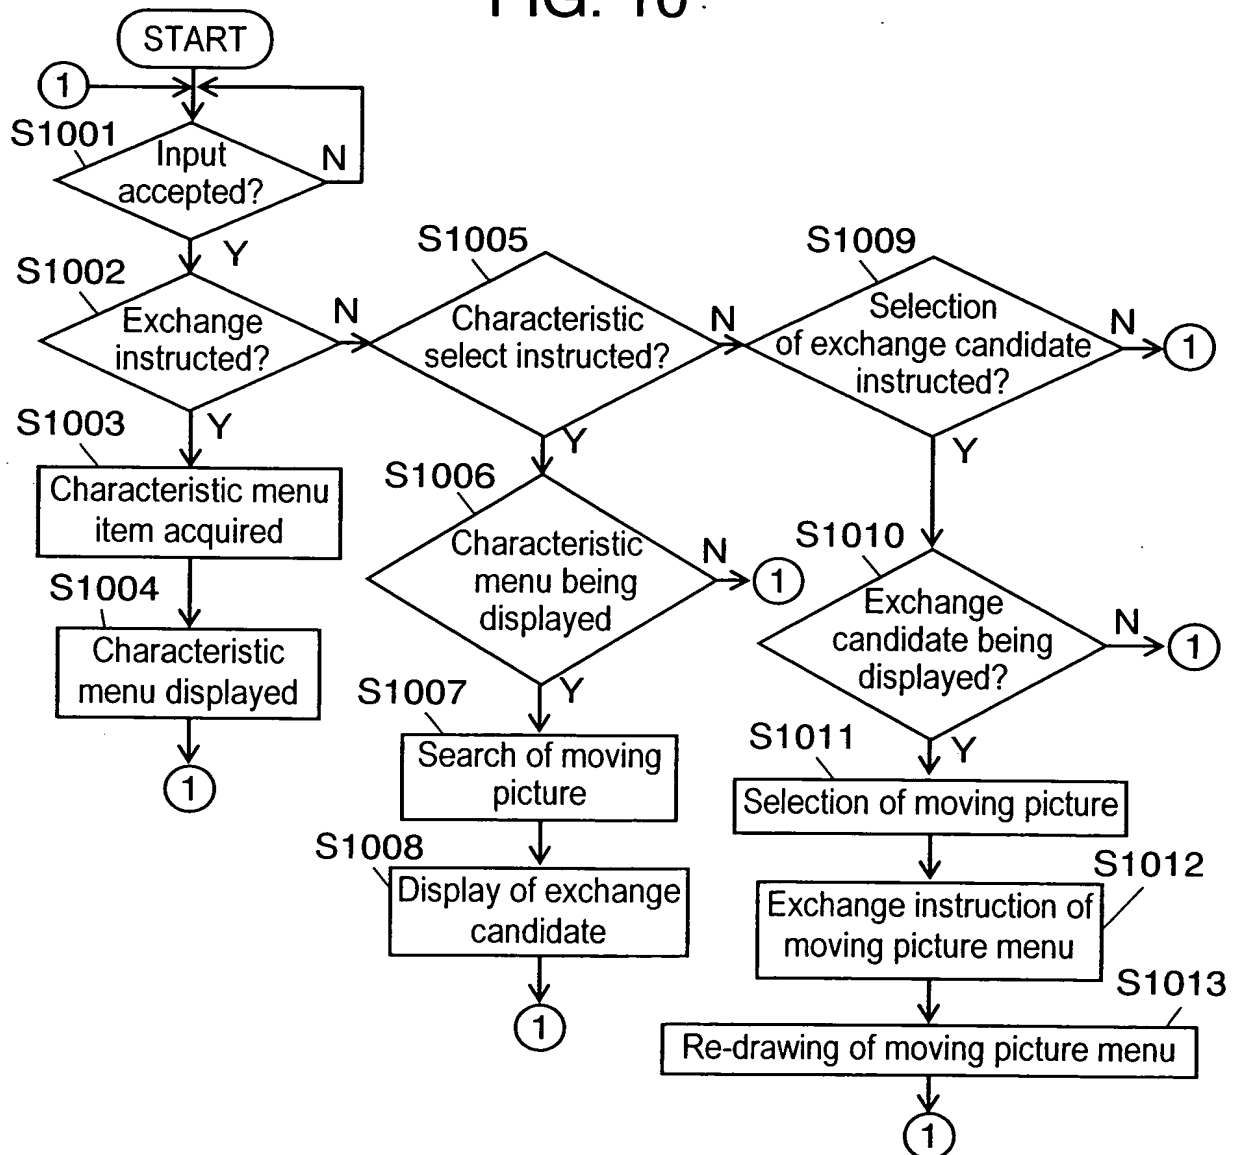 FIG. 10
START
1
S1001
Input
accepted?
N
Y
S1002
Exchange
instructed?
N
Y
S1003
Characteristic menu
item acquired
S1004
Characteristic
menu displayed
1
S1005
Characteristic
select instructed?
N
Y
S1006
Characteristic
menu being
displayed
N
1
Y
S1007
Search of moving
picture
S1008
Display of exchange
candidate
1
S1009
Selection
of exchange candidate
instructed?
N
1
Y
S1010
Exchange
candidate being
displayed?
N
1
Y
S1011
Selection of moving picture
S1012
Exchange instruction of
moving picture menu
S1013
Re-drawing of moving picture menu
1